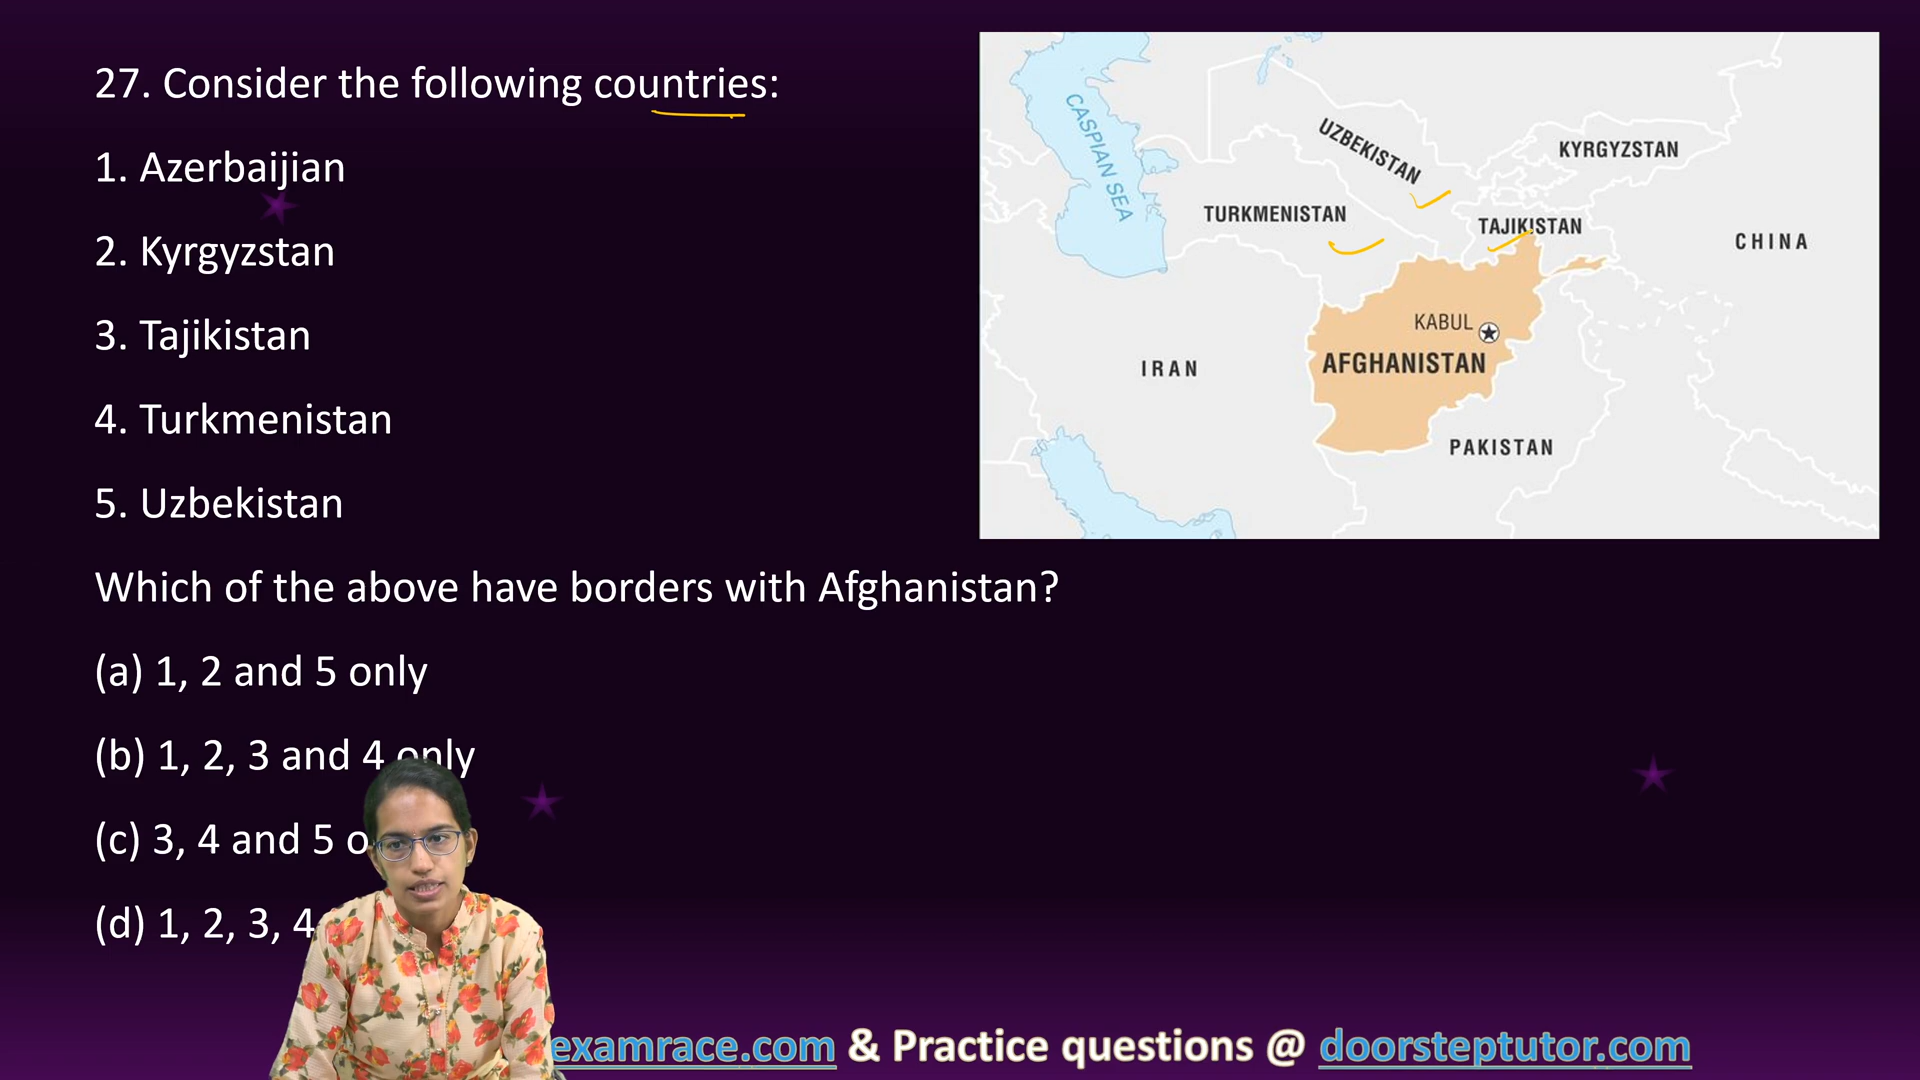 27. Consider the following countries:
1. Azerbaijian
2. Kyrgyzstan
3. Tajikistan
4. Turkmenistan
5. Uzbekistan
Which of the above have borders with Afghanistan?
(a) 1, 2 and 5 only
(b) 1, 2, 3 and 4 only
(c) 3, 4 and 5
(d) 1, 2, 3, 4
CASPIAN SEA
UZBEKISTAN
KYRGYZSTAN
TURKMENISTAN
TAJIKISTAN
CHINA
KABUL
AFGHANISTAN
IRAN
PAKISTAN
examrace.com & Practice questions @ doorsteptutor.com